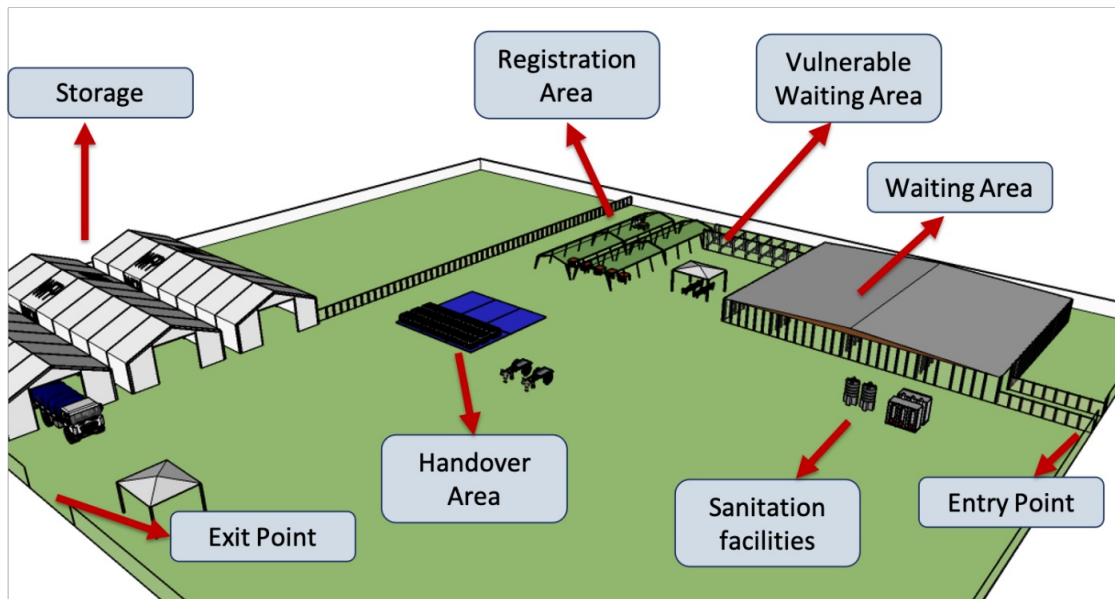 Storage
Registration
Area
Vulnerable
Waiting Area
Waiting Area
Handover
Area
Exit Point
Sanitation
facilities
Entry Point